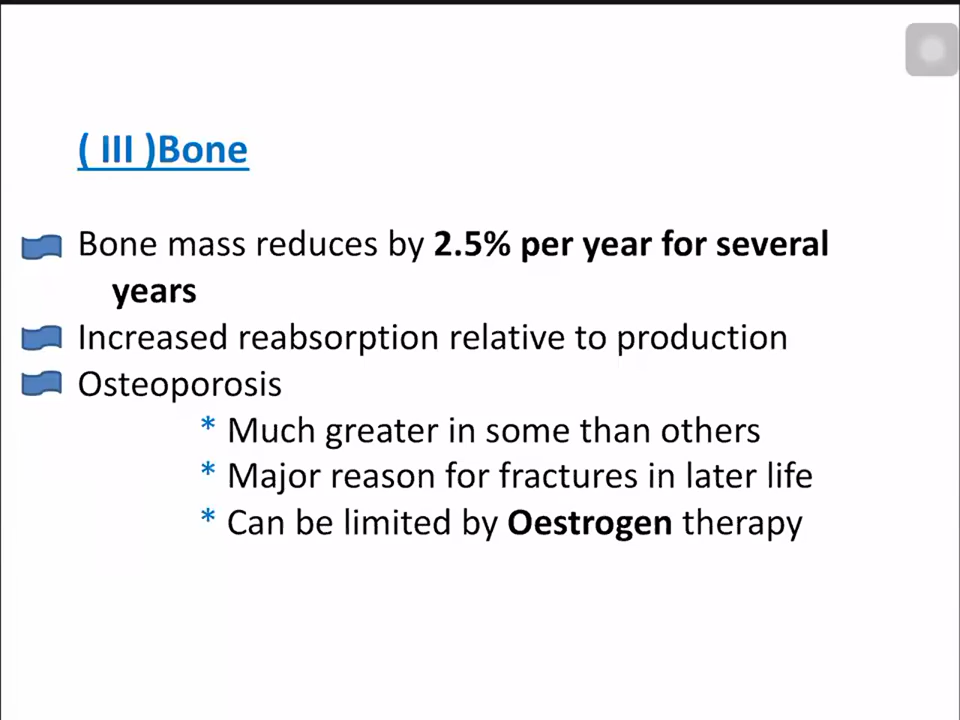 ( III )Bone
Bone mass reduces by 2.5% per year for several
years
Increased reabsorption relative to production
Osteoporosis
* Much greater in some than others
* Major reason for fractures in later life
* Can be limited by Oestrogen therapy